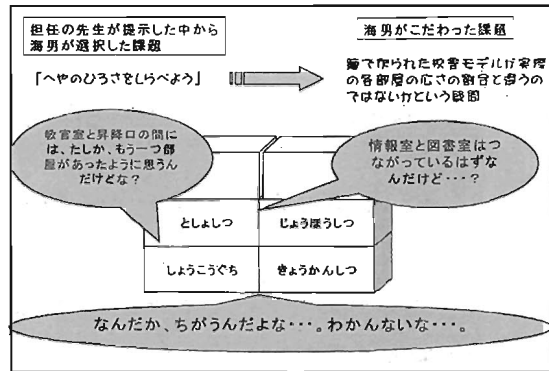 担任の先生が提示した中から
海男が選択した課題
海男がこだわった課題
「へやのひろさをしらべよう」
箱で作られた校舎モデルが実際
の各部屋の広さの割合と違うの
ではないかという疑問
教官室と昇降口の間に
は、たしか、もう一つ部
屋があったように思うん
だけどな?
情報室と図書室はつ
ながっているはずな
んだけど・・・?
としょしつ
じょうほうしつ
しょうこうぐち
きょうかんしつ
なんだか、ちがうんだよな・・・。わかんないな・・・。